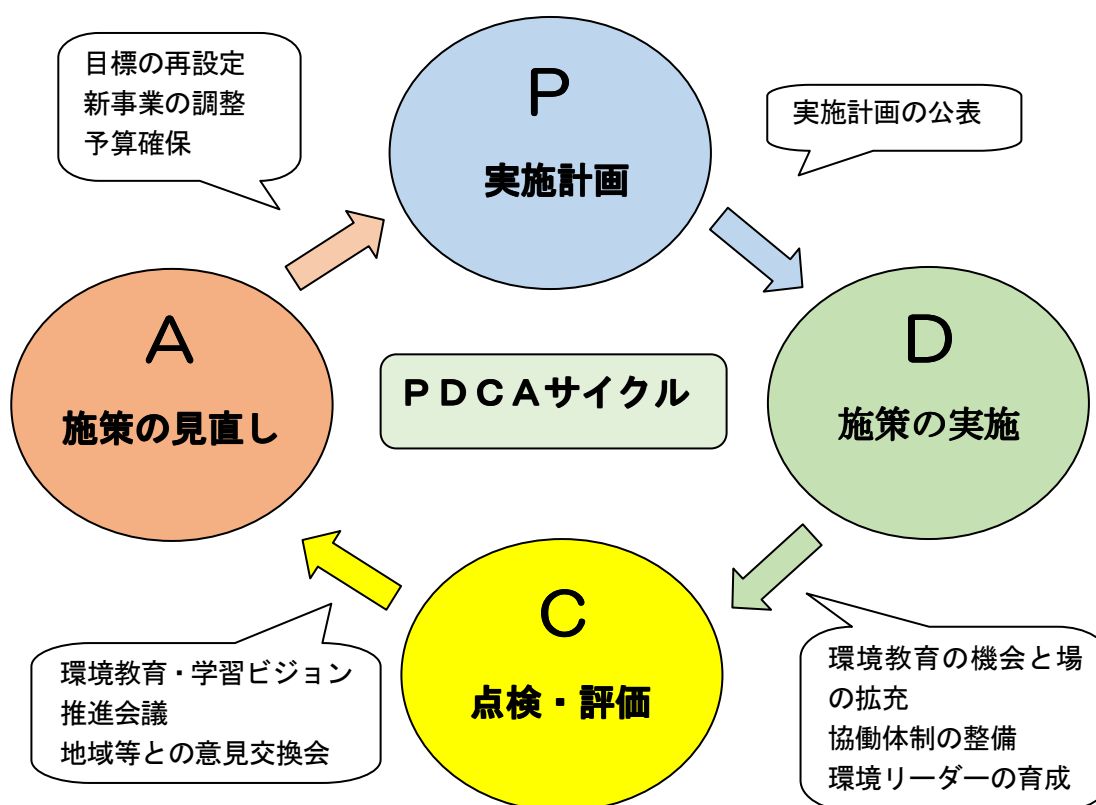 目標の再設定
新事業の調整
予算確保
P
実施計画
実施計画の公表
A
施策の見直し
PDCAサイクル
D
施策の実施
C
点検・評価
環境教育・学習ビジョン
推進会議
地域等との意見交換会
環境教育の機会と場
の拡充
協働体制の整備
環境リーダーの育成